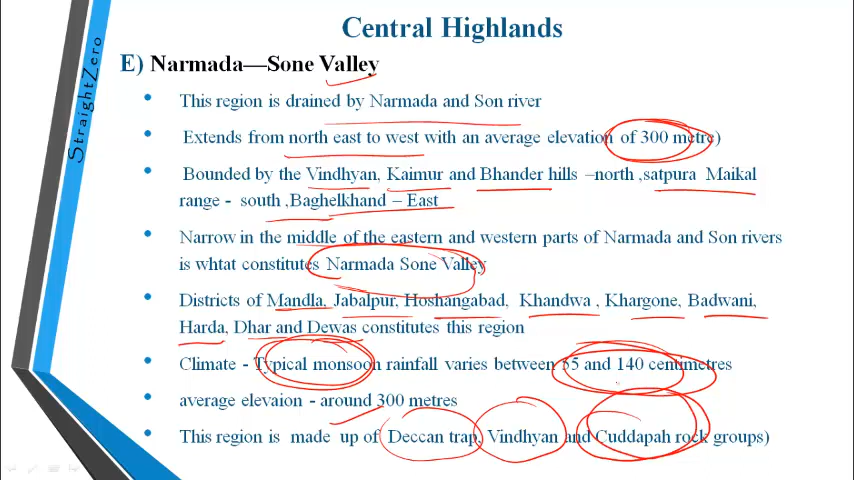 Central Highlands
StraightZero
E) Narmada—Sone Valley
• This region is drained by Narmada and Son river
• Extends from north east to west with an average elevation of 300 metre)
• Bounded by the Vindhyan, Kaimur and Bhander hills –north ,satpura Maikal
range - south ,Baghelkhand – East
• Narrow in the middle of the eastern and western parts of Narmada and Son rivers
is whtat constitutes Narmada Sone Valley
• Districts of Mandla, Jabalpur, Hoshangabad, Khandwa , Khargone, Badwani,
Harda, Dhar and Dewas constitutes this region
• Climate - Typical monsoon rainfall varies between 55 and 140 centimetres
• average elevaion - around 300 metres
• This region is made up of Deccan trap, Vindhyan and Cuddapah rock groups)